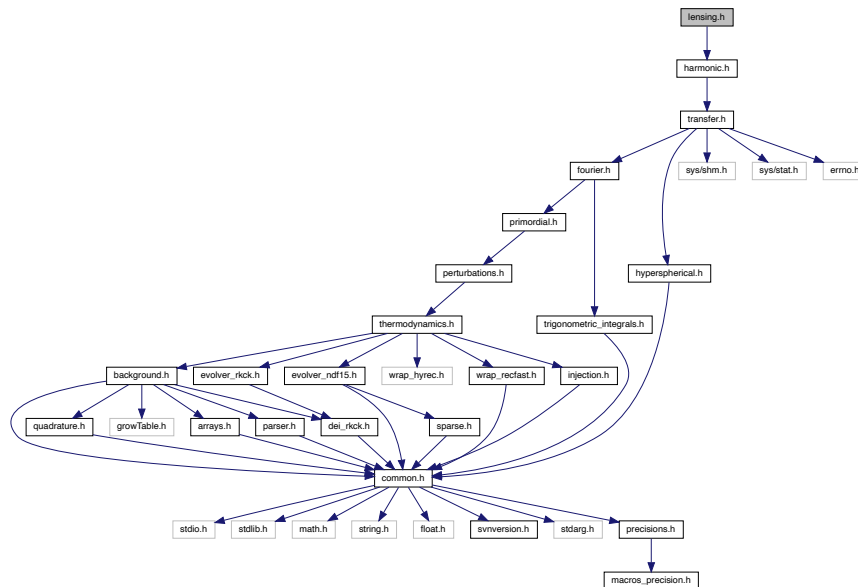 lensing.h
harmonic.h
transfer.h
fourier.h
sys/shm.h
sys/stat.h
errno.h
primordial.h
perturbations.h
hyperspherical.h
thermodynamics.h
trigonometric_integrals.h
background.h
evolver_rkck.h
evolver_ndf15.h
wrap_hyrec.h
wrap_recfast.h
injection.h
quadrature.h
growTable.h
arrays.h
parser.h
dei_rkck.h
sparse.h
common.h
stdio.h
stdlib.h
math.h
string.h
float.h
svnversion.h
stdarg.h
precisions.h
macros_precision.h